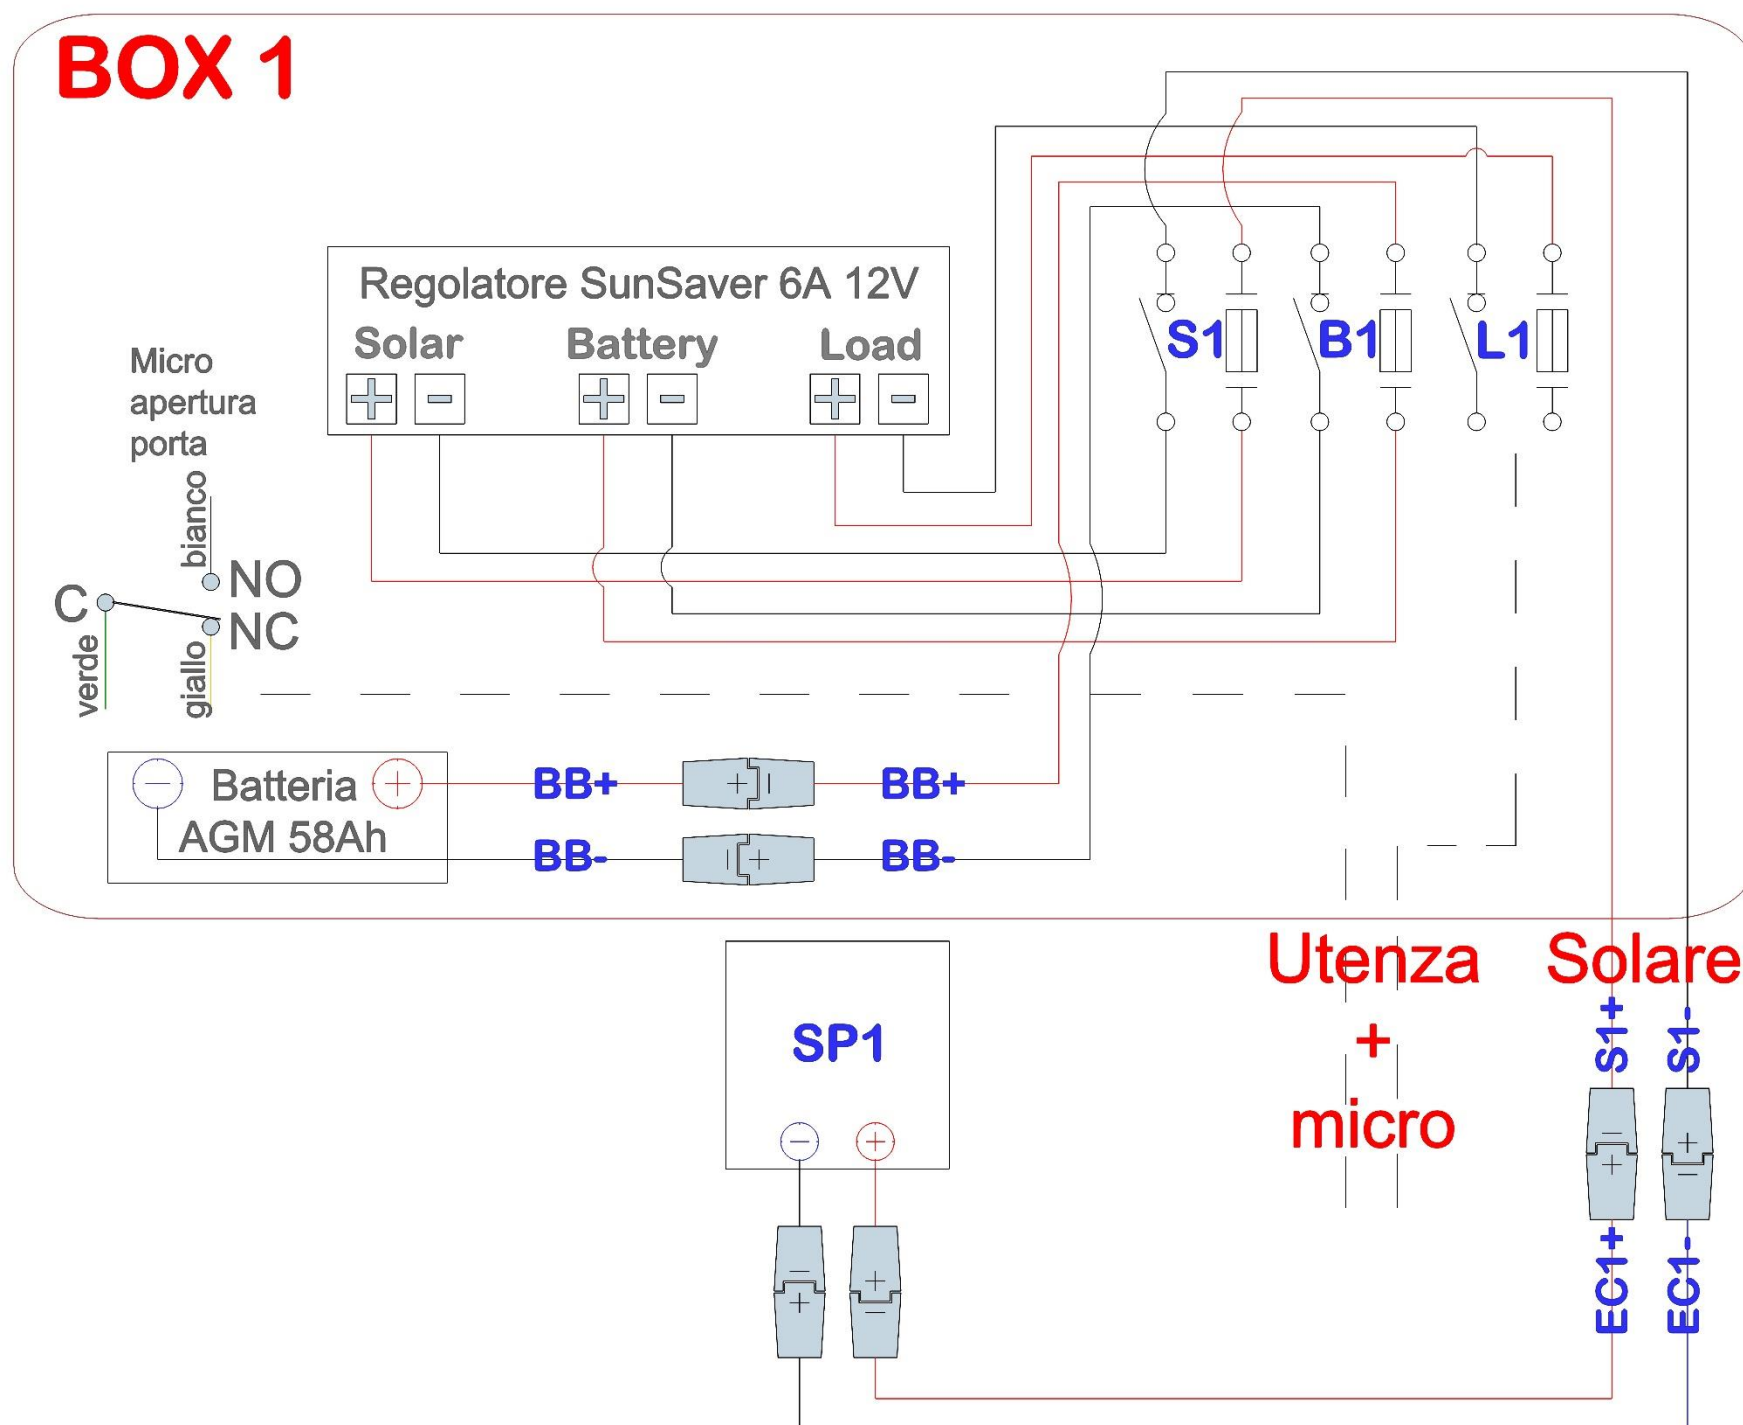 BOX 1
Regolatore SunSaver 6A 12V
Solar Battery Load
+ - + - + -
S1 B1 L1
Micro
apertura
porta
bianco
NO
C
NC
verde
giallo
- Batteria +
AGM 58Ah
BB+ + - BB+
BB- - + BB-
Utenza
+
micro
Solare
S1+ S1-
- +
+ -
EC1+ EC1-
SP1
- +
- +
+ -